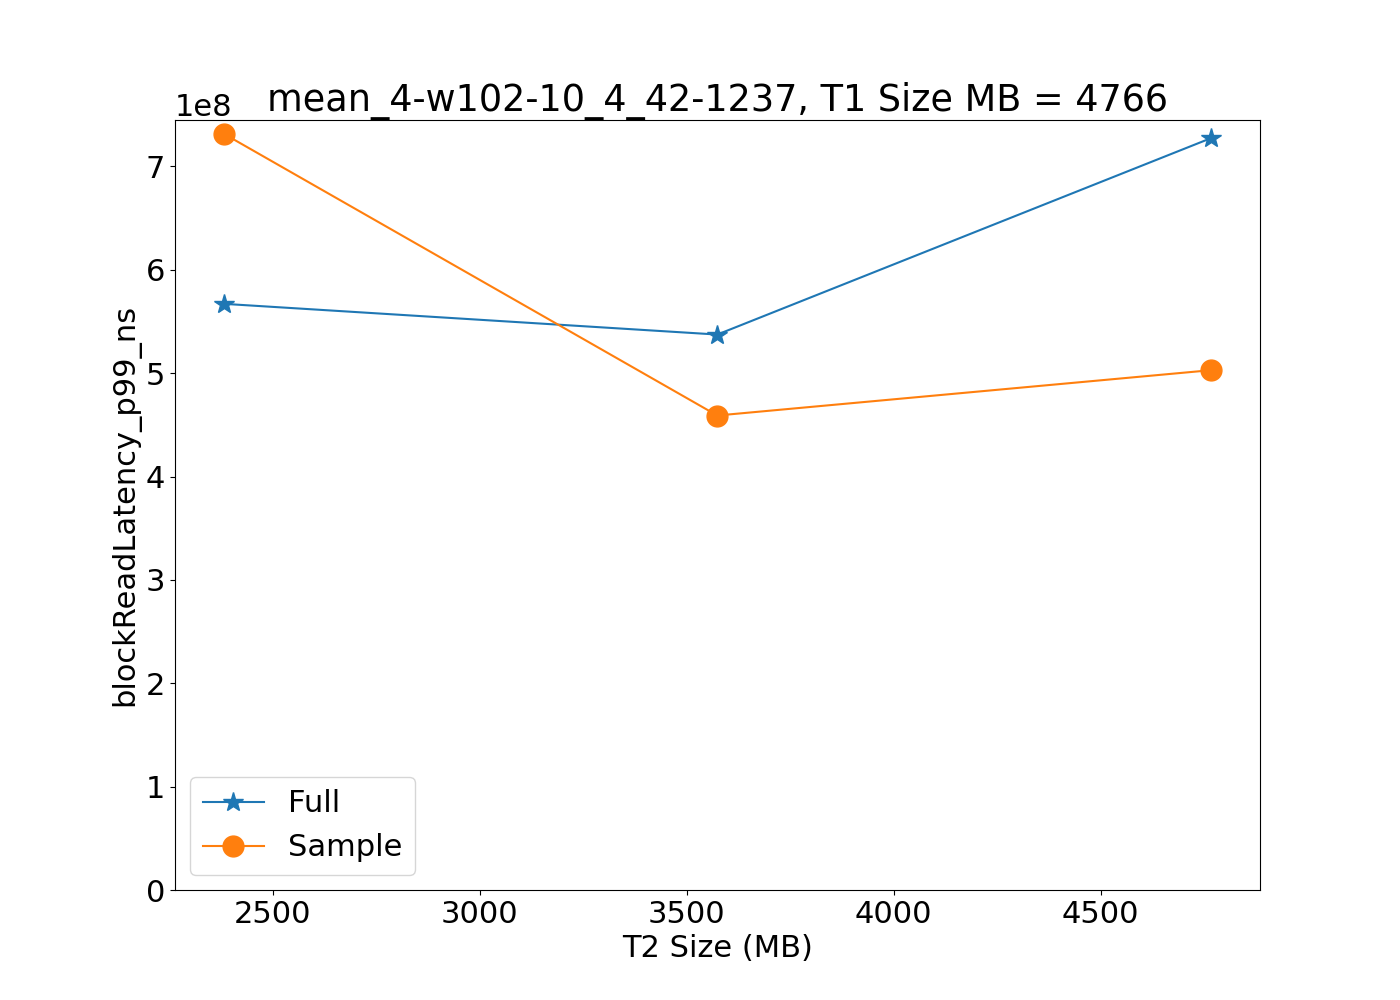 1e8
mean_4-w102-10_4_42-1237, T1 Size MB = 4766
blockReadLatency_p99_ns
7
6
5
4
3
2
1
0
Full
Sample
2500 3000 3500 4000 4500
T2 Size (MB)